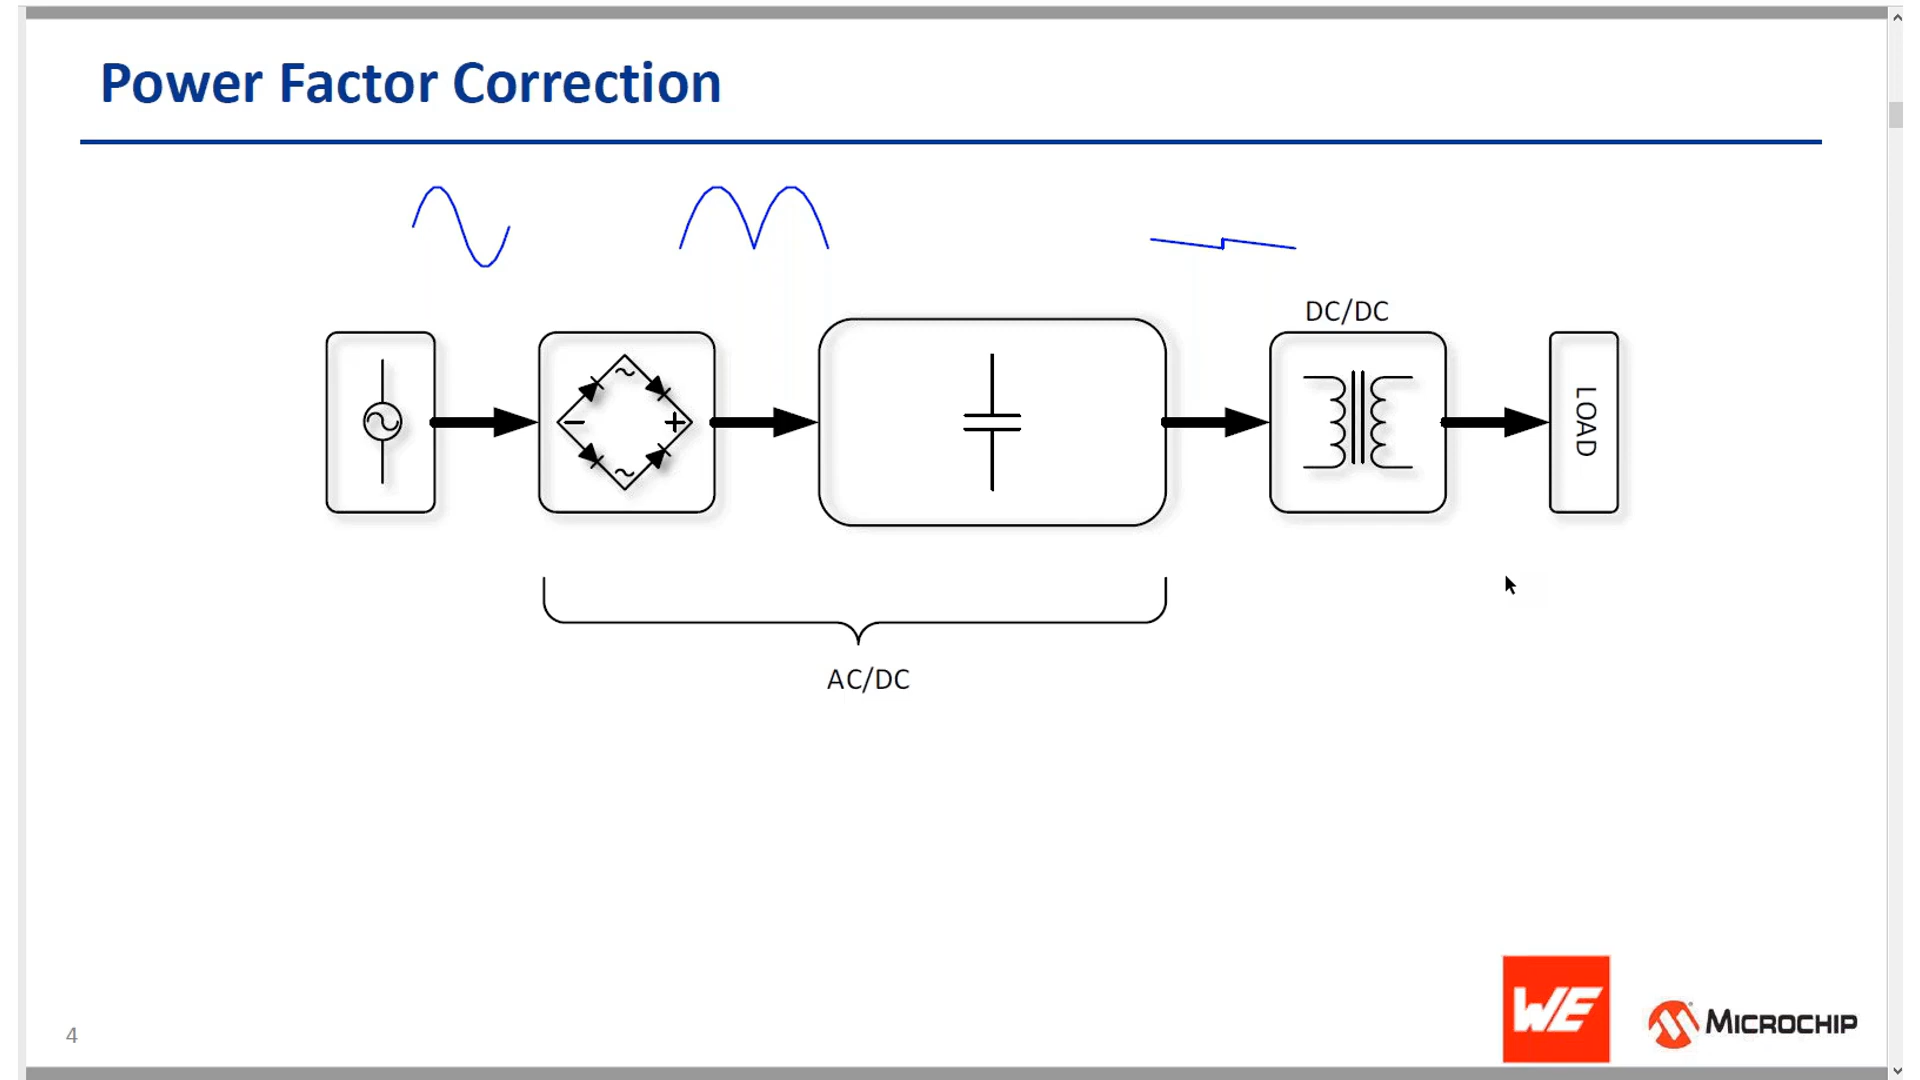 Power Factor Correction
DC/DC
LOAD
AC/DC
4
WE
MICROCHIP